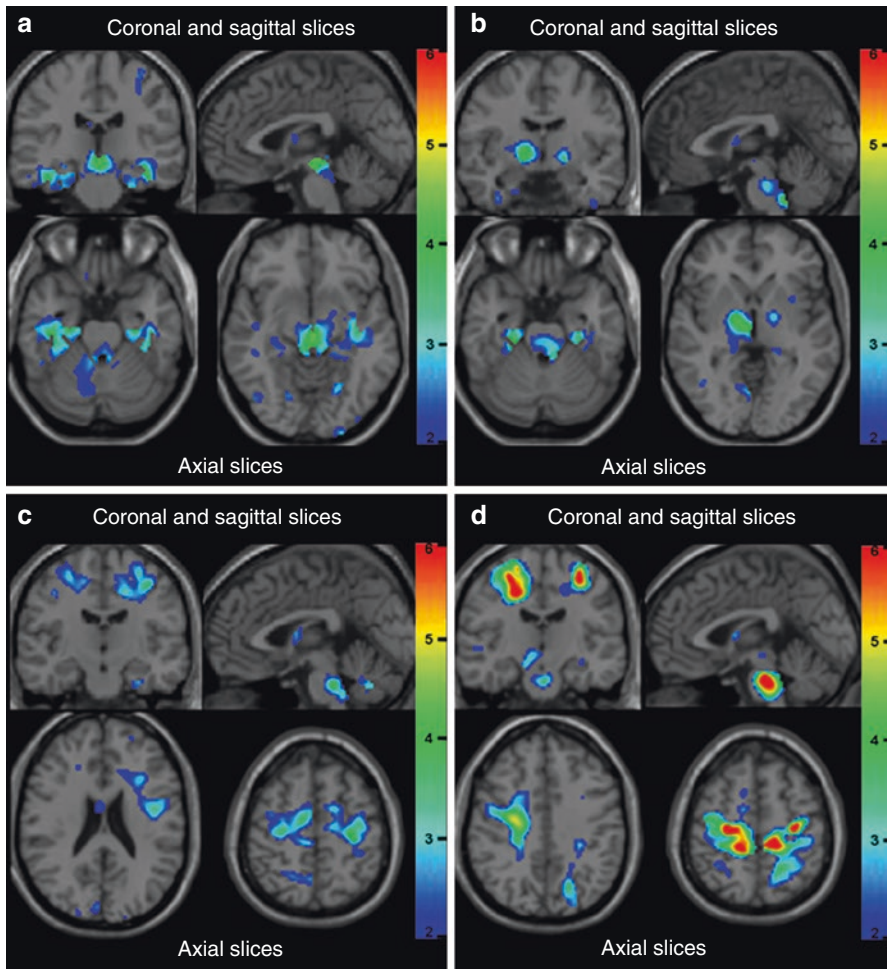 a Coronal and sagittal slices
6
5
4
3
2
Axial slices
b Coronal and sagittal slices
6
5
4
3
2
Axial slices
c Coronal and sagittal slices
6
5
4
3
2
Axial slices
d Coronal and sagittal slices
6
5
4
3
2
Axial slices